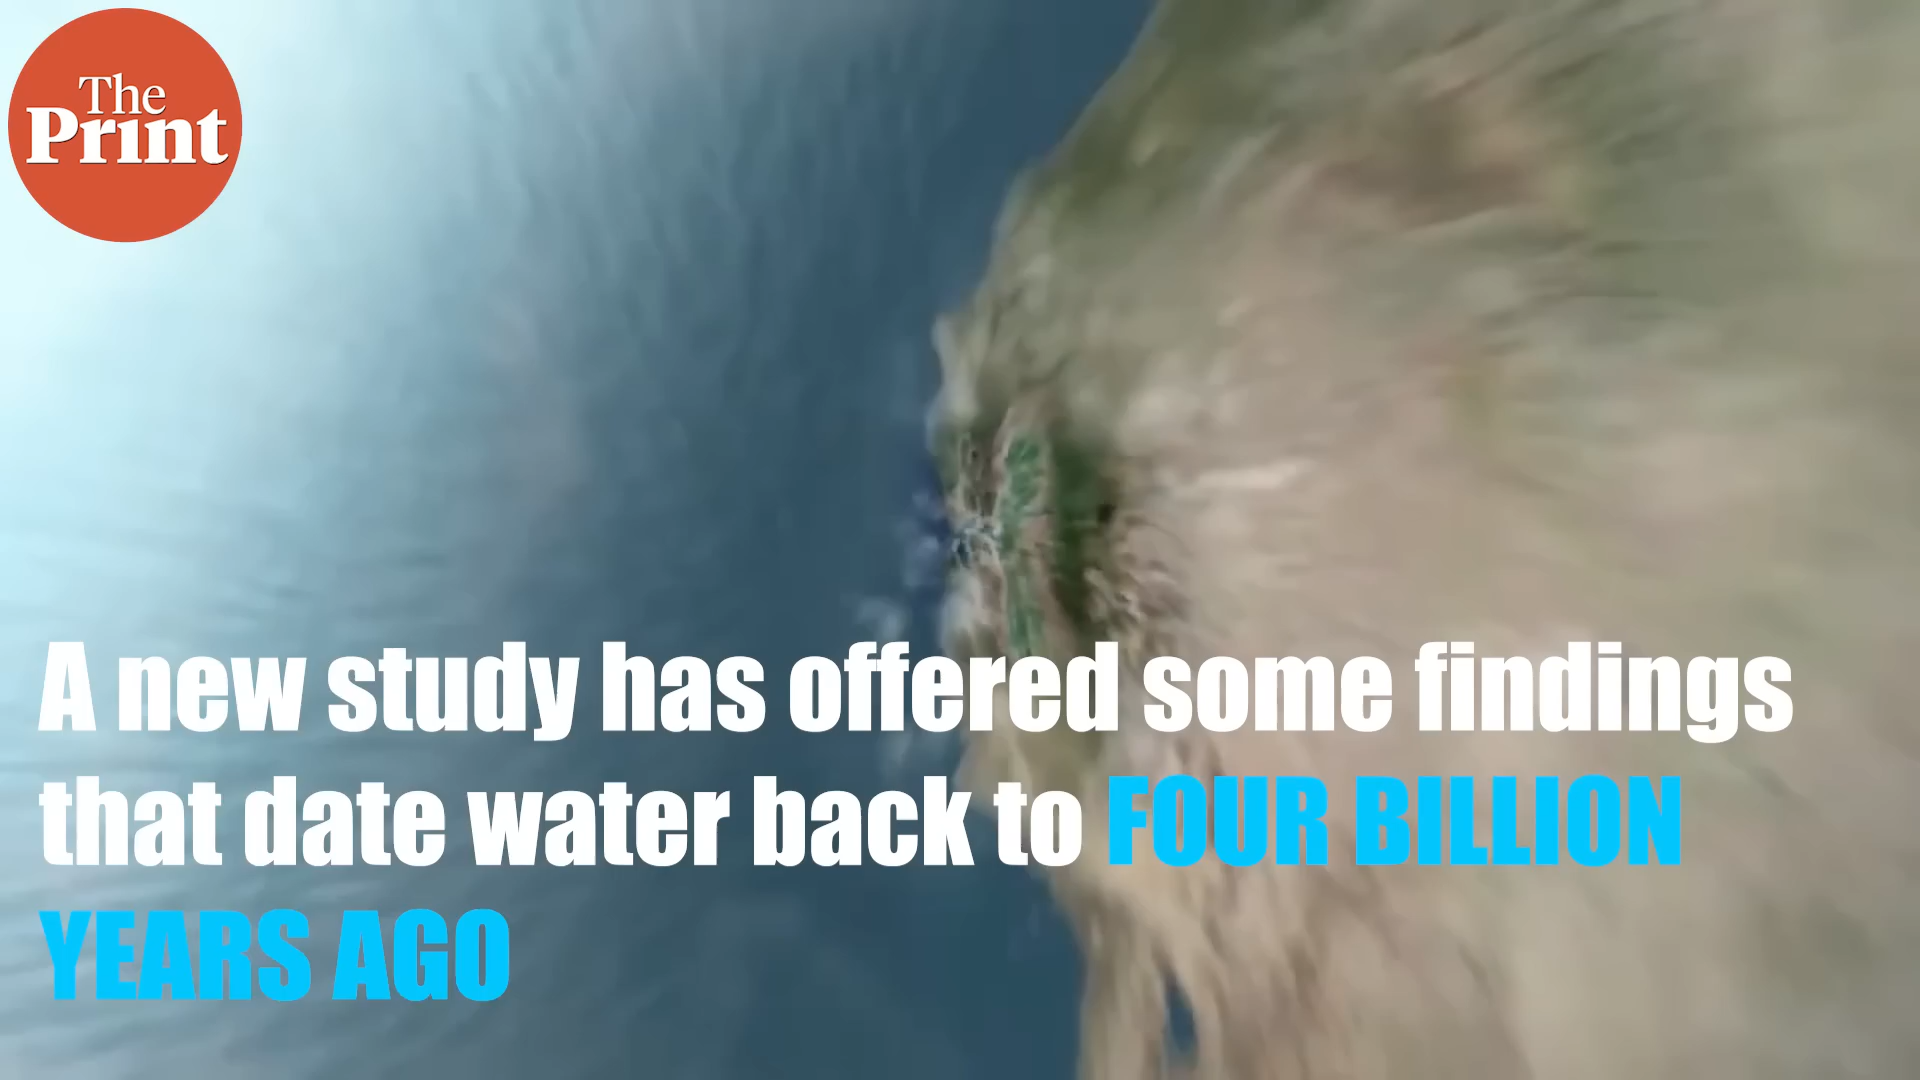 The
Print
A new study has offered some findings
that date water back to FOUR BILLION
YEARS AGO